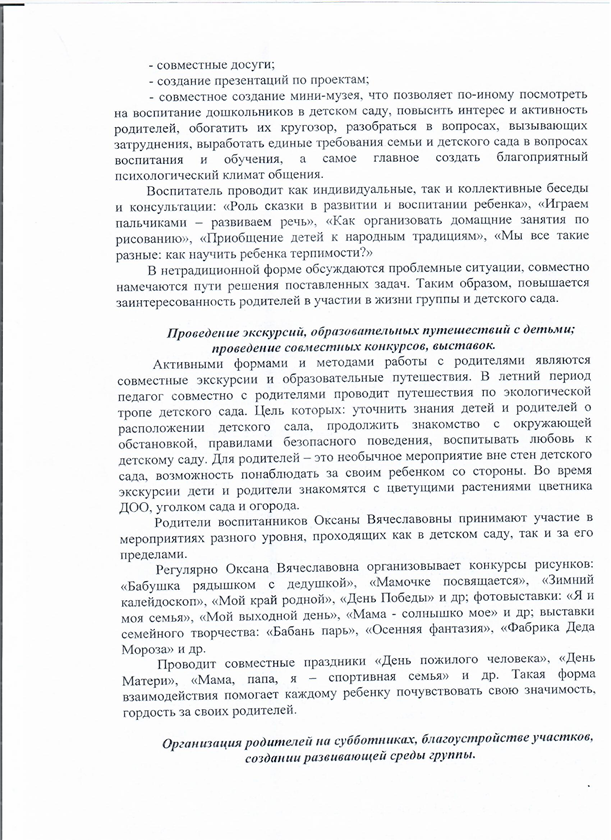 - совместные досуги;
- создание презентаций по проектам;
- совместное создание мини-музея, что позволяет по-иному посмотреть
на воспитание дошкольников в детском саду, повысить интерес и активность
родителей, обогатить их кругозор, разобраться в вопросах, вызывающих
затруднения, выработать единые требования семьи и детского сада в вопросах
воспитания и обучения, а самое главное создать благоприятный
психологический климат общения.
Воспитатель проводит как индивидуальные, так и коллективные беседы
и консультации: «Роль сказки в развитии и воспитании ребенка», «Играем
пальчиками – развиваем речь», «Как организовать домащние занятия по
рисованию», «Приобщение детей к народным традициям», «Мы все такие
разные: как научить ребенка терпимости?»
В нетрадиционной форме обсуждаются проблемные ситуации, совместно
намечаются пути решения поставленных задач. Таким образом, повышается
заинтересованность родителей в участии в жизни группы и детского сада.
Проведение экскурсий, образовательных путешествий с детьми;
проведение совместных конкурсов, выставок.
Активными формами и методами работы с родителями являются
совместные экскурсии и образовательные путешествия. В летний период
педагог совместно с родителями проводит путешествия по экологической
тропе детского сада. Цель которых: уточнить знания детей и родителей о
расположении детского сала, продолжить знакомство с окружающей
обстановкой, правилами безопасного поведения, воспитывать любовь к
детскому саду. Для родителей – это необычное мероприятие вне стен детского
сада, возможность понаблюдать за своим ребенком со стороны. Во время
экскурсии дети и родители знакомятся с цветущими растениями цветника
ДОО, уголком сада и огорода.
Родители воспитанников Оксаны Вячеславовны принимают участие в
мероприятиях разного уровня, проходящих как в детском саду, так и за его
пределами.
Регулярно Оксана Вячеславовна организовывает конкурсы рисунков:
«Бабушка рядышком с дедушкой», «Мамочке посвящается», «Зимний
калейдоскоп», «Мой край родной», «День Победы» и др; фотовыставки: «Я и
моя семья», «Мой выходной день», «Мама - солнышко мое» и др; выставки
семейного творчества: «Бабань парь», «Осенняя фантазия», «Фабрика Деда
Мороза» и др.
Проводит совместные праздники «День пожилого человека», «День
Матери», «Мама, папа, я – спортивная семья» и др. Такая форма
взаимодействия помогает каждому ребенку почувствовать свою значимость,
гордость за своих родителей.
Организация родителей на субботниках, благоустройстве участков,
создании развивающей среды группы.